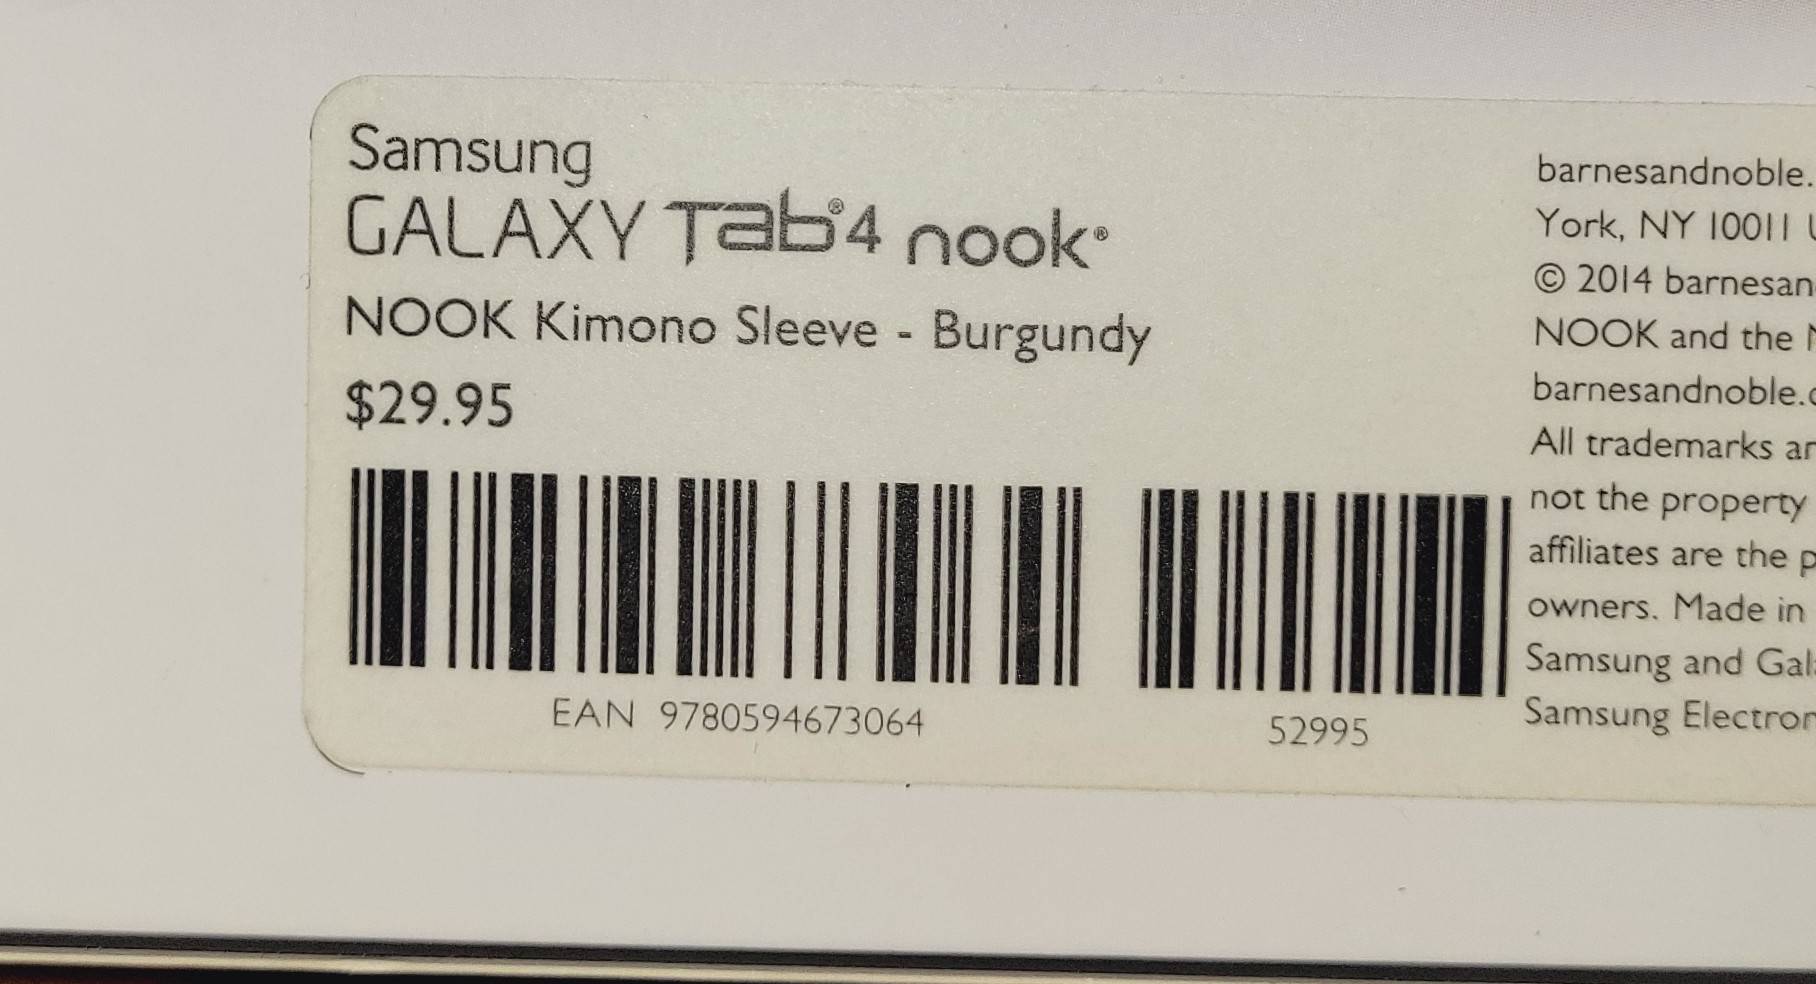 Samsung
GALAXY Tab®4 nook®
NOOK Kimono Sleeve - Burgundy
$29.95
EAN 9780594673064
52995
barnesandnoble.
York, NY 10011
© 2014 barnesan
NOOK and the
barnesandnoble.
All trademarks ar
not the property
affiliates are the p
owners. Made in
Samsung and Gal
Samsung Electron